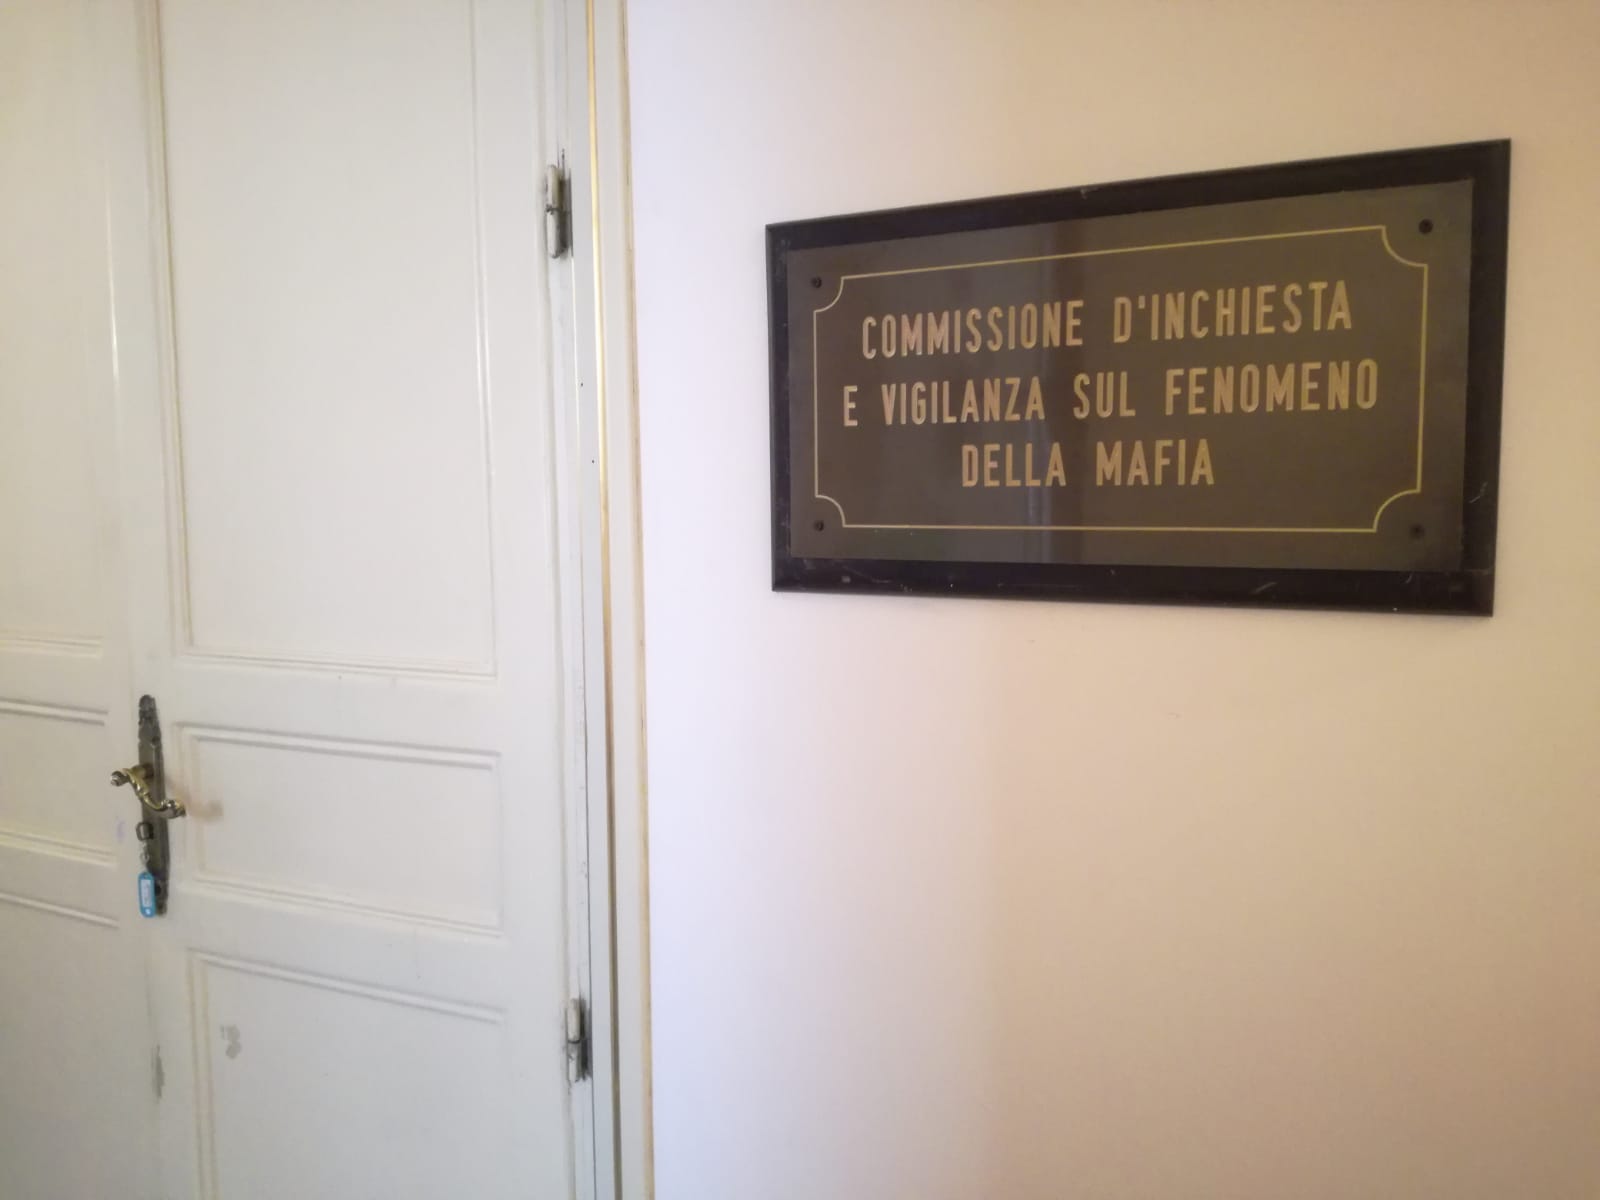 COMMISSIONE D'INCHIESTA
E VIGILANZA SUL FENOMENO
DELLA MAFIA